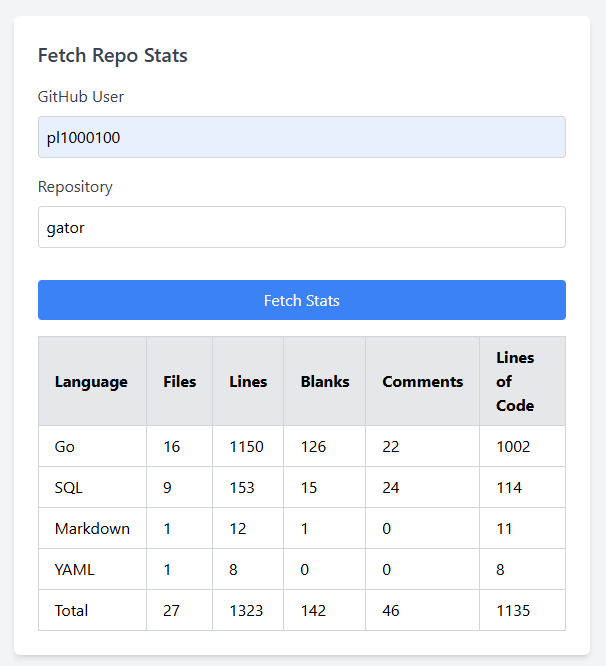 Fetch Repo Stats
GitHub User
pl1000100
Repository
gator
Fetch Stats
Language Files Lines Blanks Comments Lines of Code
Go 16 1150 126 22 1002
SQL 9 153 15 24 114
Markdown 1 12 1 0 11
YAML 1 8 0 0 8
Total 27 1323 142 46 1135